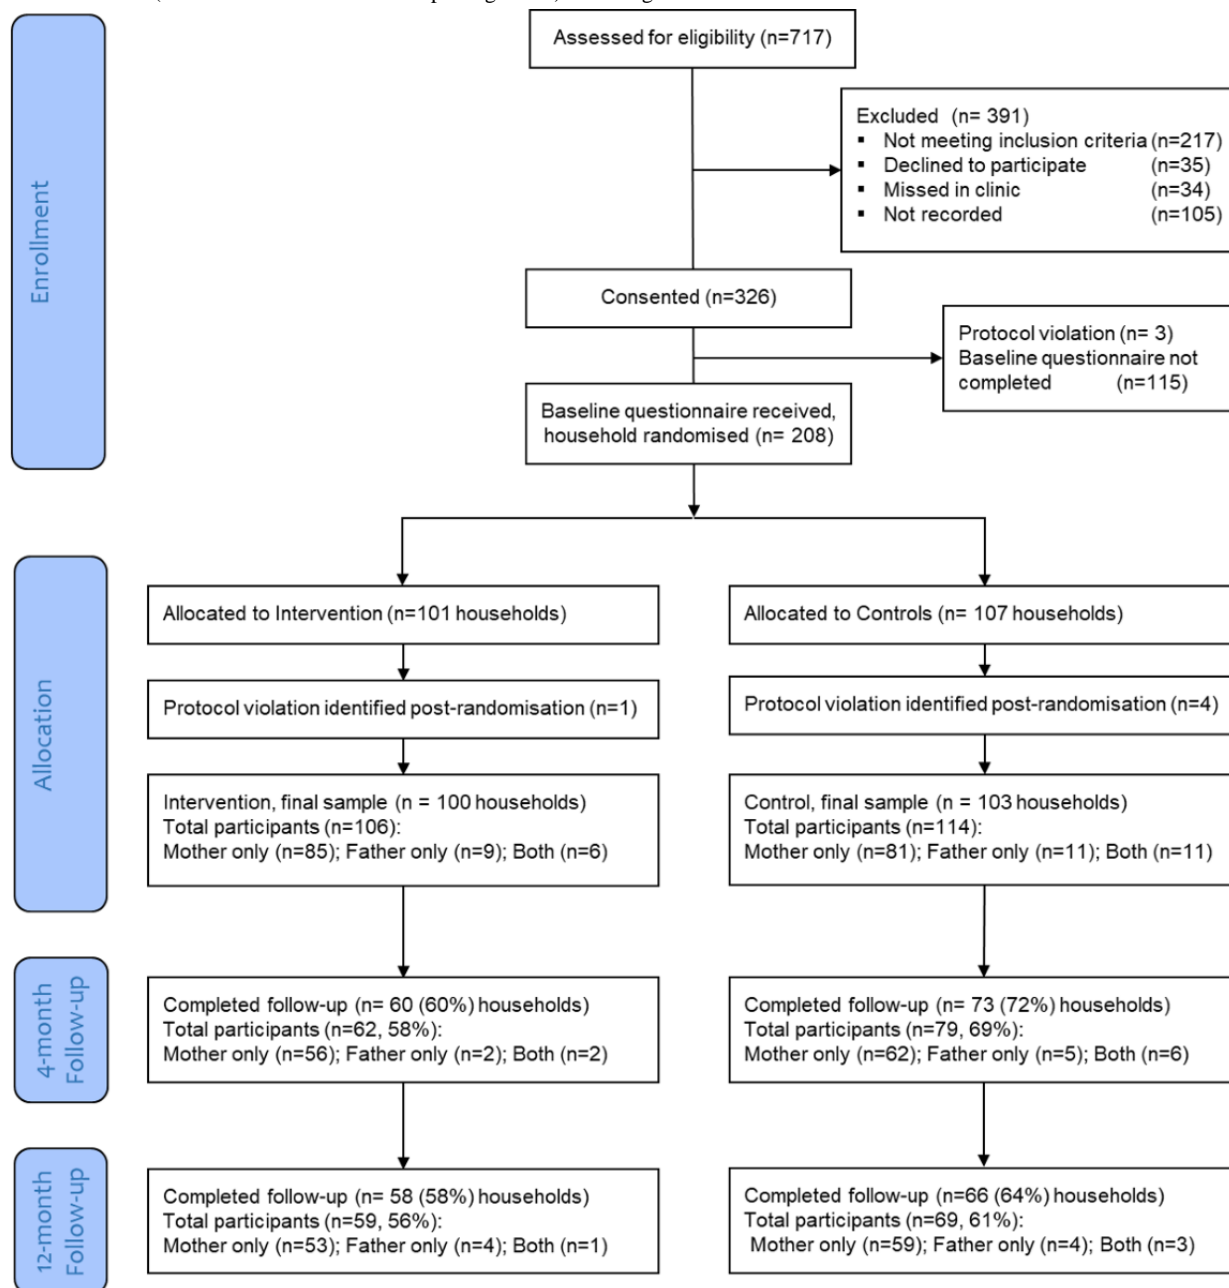 Assessed for eligibility (n=717)
Excluded (n= 391)
▪ Not meeting inclusion criteria (n=217)
▪ Declined to participate (n=35)
▪ Missed in clinic (n=34)
▪ Not recorded (n=105)
Enrollment
Consented (n=326)
Protocol violation (n= 3)
Baseline questionnaire not
completed (n=115)
Baseline questionnaire received,
household randomised (n= 208)
Allocation
Allocated to Intervention (n=101 households)
Allocated to Controls (n= 107 households)
Protocol violation identified post-randomisation (n=1)
Protocol violation identified post-randomisation (n=4)
Intervention, final sample (n = 100 households)
Total participants (n=106):
Mother only (n=85); Father only (n=9); Both (n=6)
Control, final sample (n = 103 households)
Total participants (n=114):
Mother only (n=81); Father only (n=11); Both (n=11)
4-month
Follow-up
Completed follow-up (n= 60 (60%) households)
Total participants (n=62, 58%):
Mother only (n=56); Father only (n=2); Both (n=2)
Completed follow-up (n= 73 (72%) households)
Total participants (n=79, 69%):
Mother only (n=62); Father only (n=5); Both (n=6)
12-month
Follow-up
Completed follow-up (n= 58 (58%) households)
Total participants (n=59, 56%):
Mother only (n=53); Father only (n=4); Both (n=1)
Completed follow-up (n=66 (64%) households)
Total participants (n=69, 61%):
Mother only (n=59); Father only (n=4); Both (n=3)